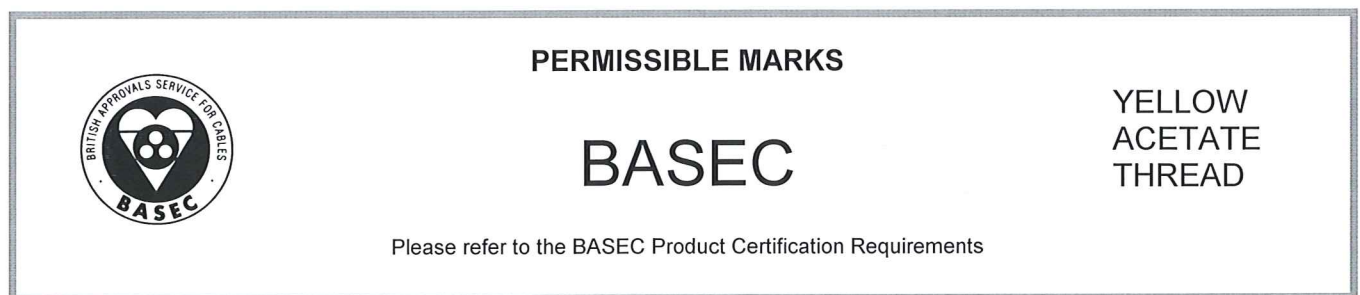 PERMISSIBLE MARKS
BRITISH APPROVALS SERVICE FOR CABLES
BASEC
BASEC
YELLOW
ACETATE
THREAD
Please refer to the BASEC Product Certification Requirements